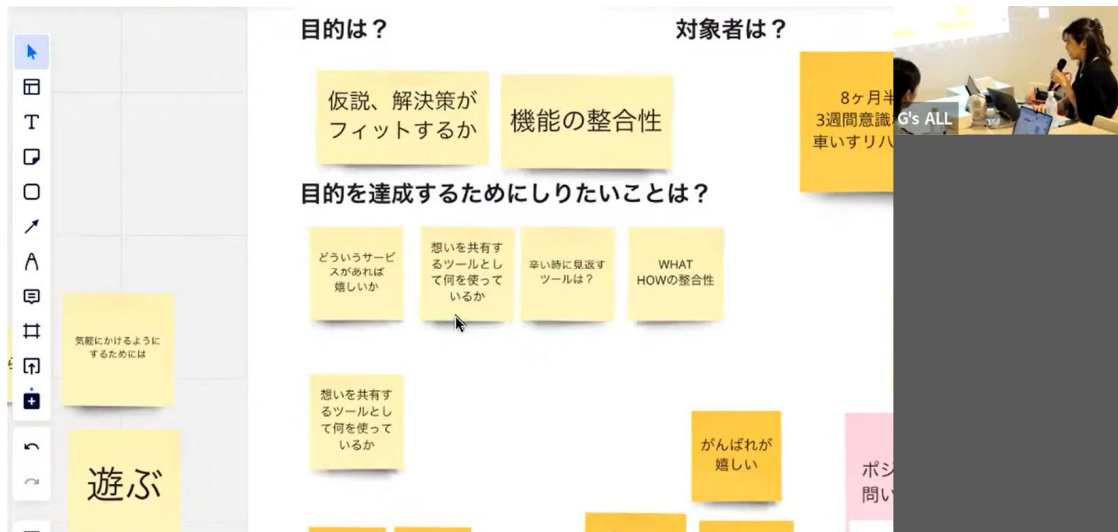 目的は？
対象者は？
仮説、解決策が
フィットするか
機能の整合性
8ヶ月半
3週間意識
車いすリハ
G's ALL
目的を達成するためにしりたいことは？
どういうサービ
スがあれば
嬉しいか
想いを共有す
るツールとし
て何を使って
いるか
辛い時に見返す
ツールは？
WHAT
HOWの整合性
気軽にかけるように
するためには
想いを共有す
るツールとし
て何を使って
いるか
がんばれが
嬉しい
遊ぶ
ポジ
問い